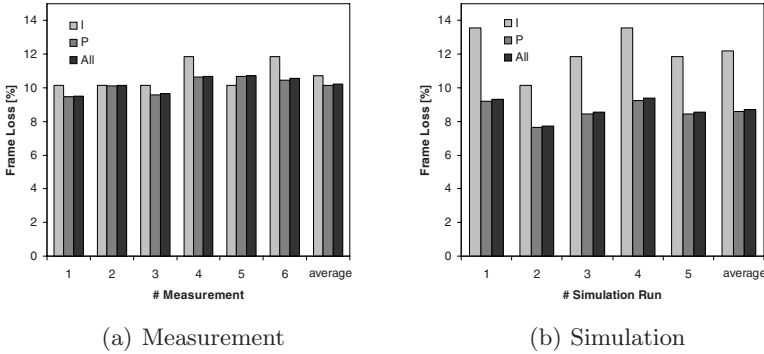 14
12
10
8
6
4
2
0
Frame Loss [%]
I
P
All
1 2 3 4 5 6 average
# Measurement
(a) Measurement
14
12
10
8
6
4
2
0
Frame Loss [%]
I
P
All
1 2 3 4 5 average
# Simulation Run
(b) Simulation